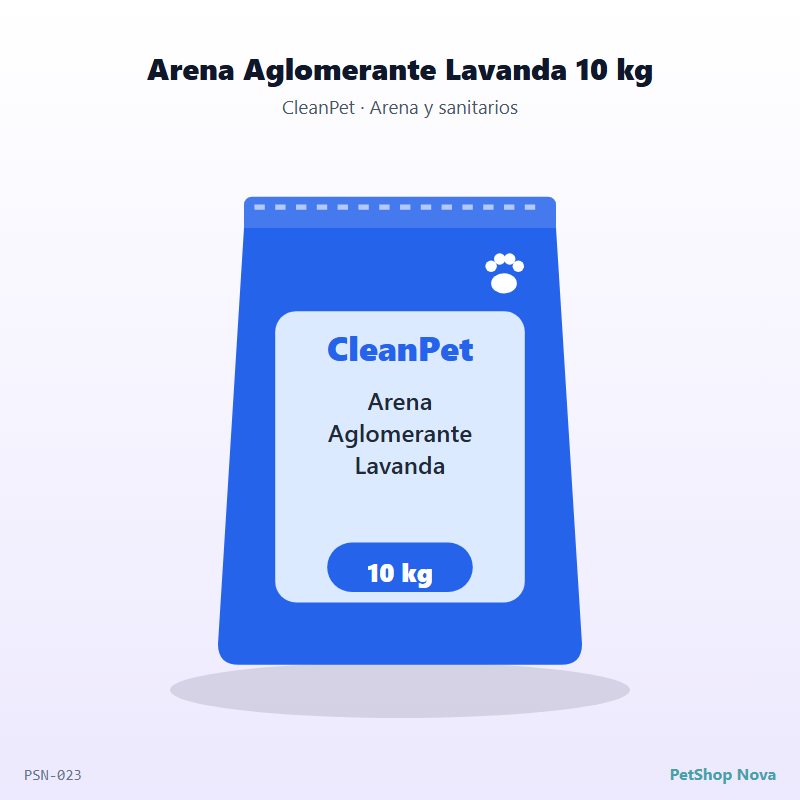 Arena Aglomerante Lavanda 10 kg
CleanPet · Arena y sanitarios
CleanPet
Arena
Aglomerante
Lavanda
10 kg
PSN-023
PetShop Nova